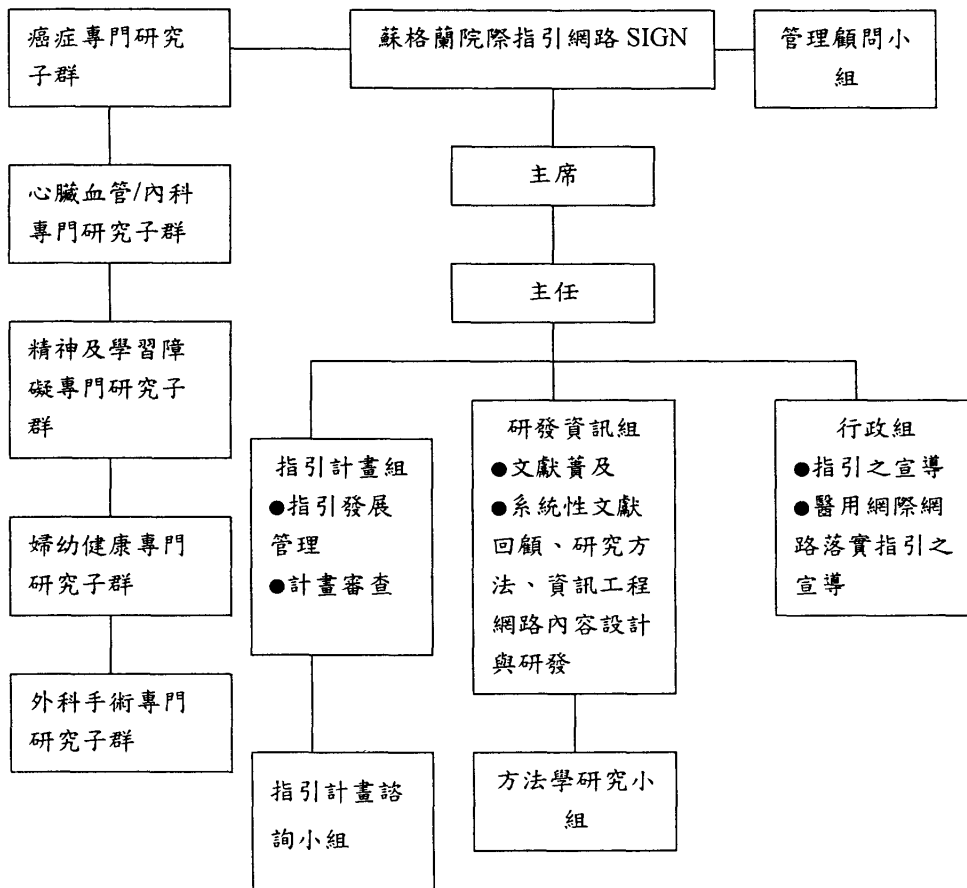 癌症專門研究
子群
蘇格蘭院際指引網路 SIGN
管理顧問小
組
主席
主任
心臟血管/內科
專門研究子群
精神及學習障
礙專門研究子
群
婦幼健康專門
研究子群
外科手術專門
研究子群
指引計畫組
●指引發展
管理
●計畫審查
指引計畫諮
詢小組
研發資訊組
●文獻蕢及
●系統性文獻
回顧、研究方
法、資訊工程
網路內容設計
與研發
方法學研究小
組
行政組
●指引之宣導
●醫用網際網
路落實指引之
宣導